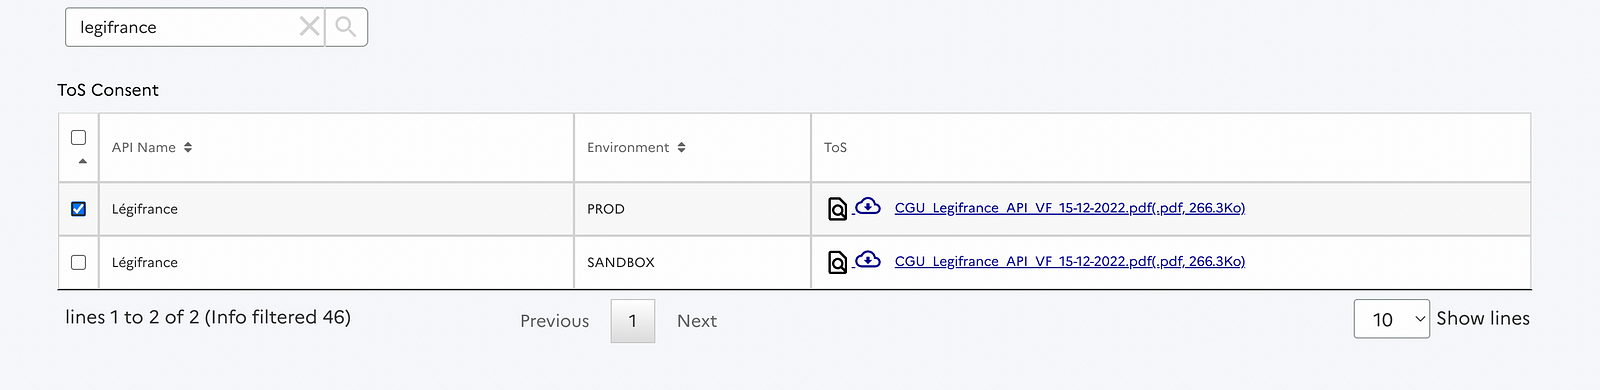 legifrance
ToS Consent
API Name Environment ToS
Légifrance PROD CGU_Legifrance_API_VF_15-12-2022.pdf(.pdf, 266.3Ko)
Légifrance SANDBOX CGU_Legifrance_API_VF_15-12-2022.pdf(.pdf, 266.3Ko)
lines 1 to 2 of 2 (Info filtered 46) Previous 1 Next 10 Show lines